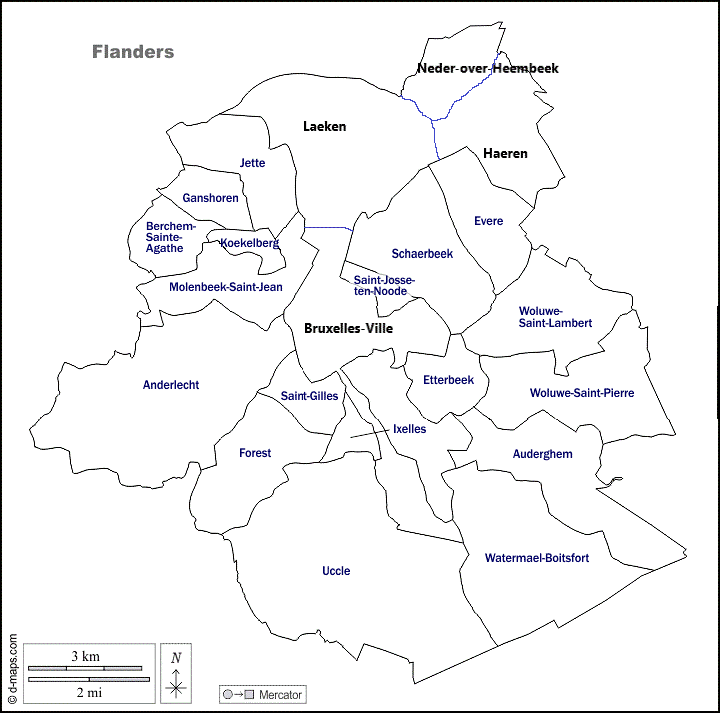 Flanders
Neder-over-Heembeek
Laeken
Haeren
Jette
Ganshoren
Evere
Berchem-
Sainte-
Agathe
Koekelberg
Schaerbeek
Molenbeek-Saint-Jean
Saint-Josse-
ten-Noode
Woluwe-
Saint-Lambert
Bruxelles-Ville
Anderlecht
Etterbeek
Saint-Gilles
Woluwe-Saint-Pierre
Ixelles
Forest
Auderghem
Watermael-Boitsfort
Uccle
© d-maps.com
3 km
2 mi
N
Mercator